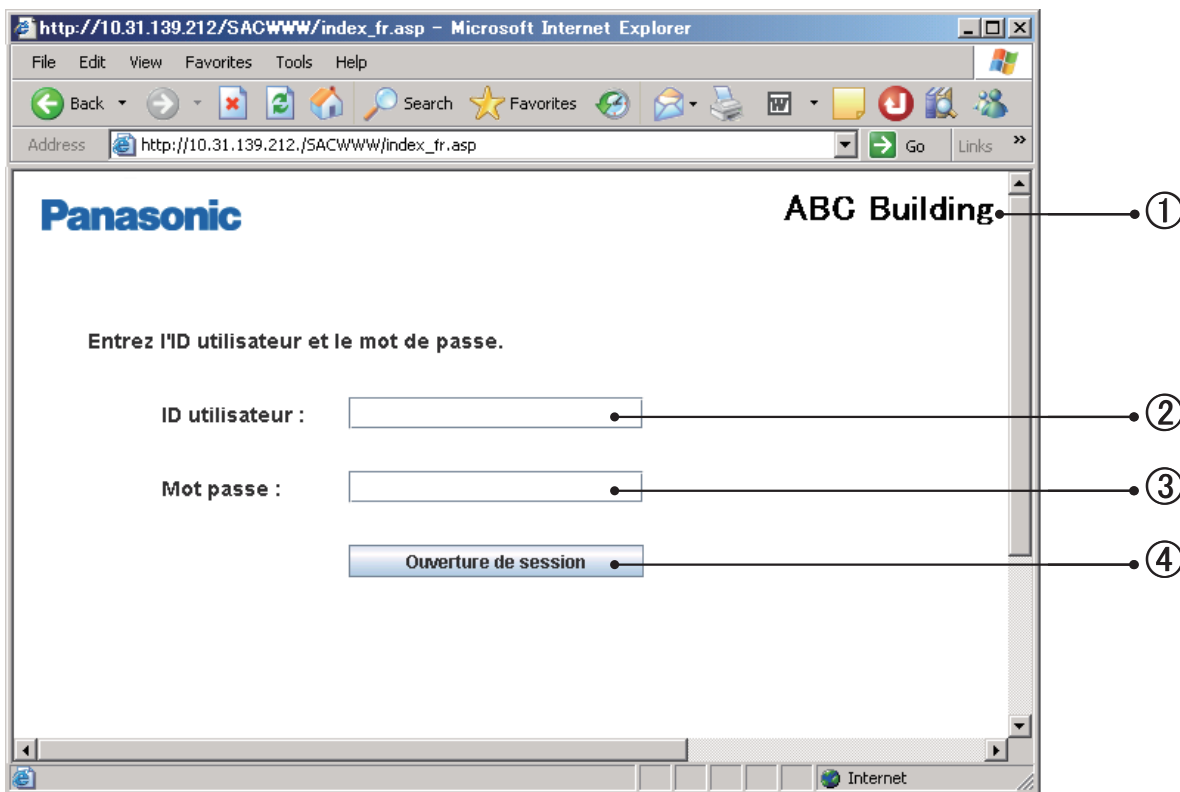 http://10.31.139.212/SACWWW/index_fr.asp – Microsoft Internet Explorer
File Edit View Favorites Tools Help
Back Search Favorites
Address http://10.31.139.212./SACWWW/index_fr.asp Go Links »
Panasonic
ABC Building
①
Entrez l'ID utilisateur et le mot de passe.
ID utilisateur :
②
Mot passe :
③
Ouverture de session
④
Internet